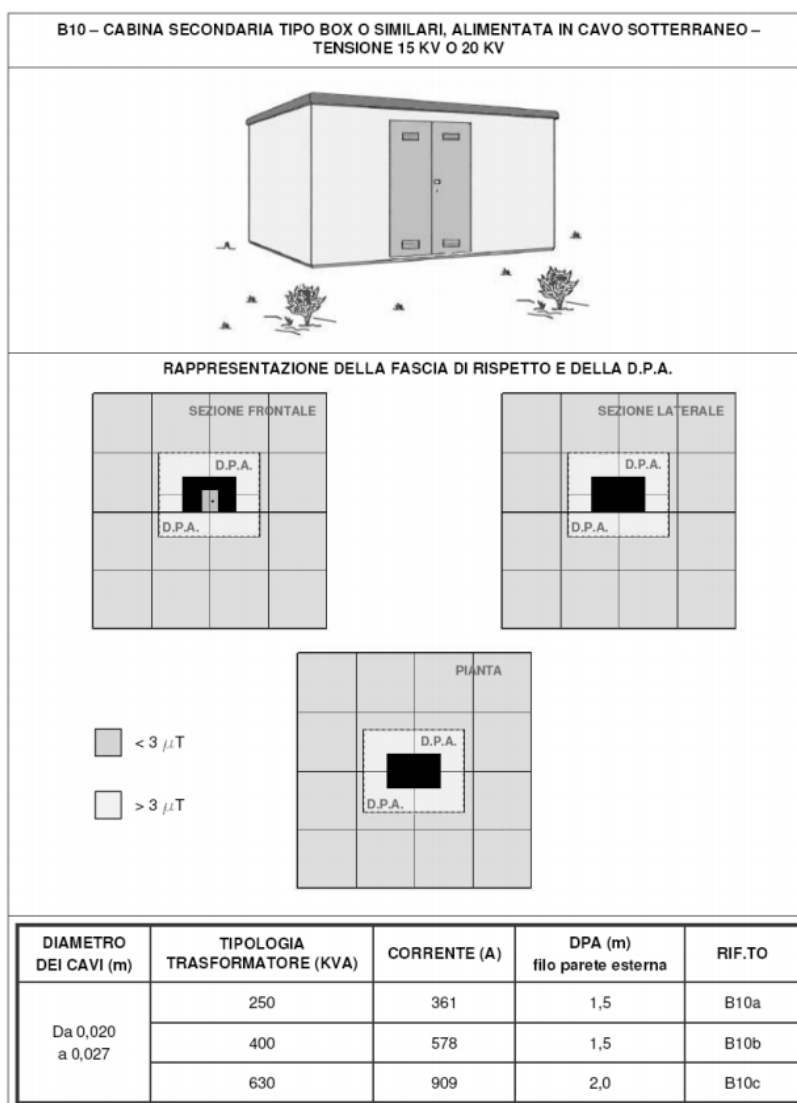 B10 – CABINA SECONDARIA TIPO BOX O SIMILARI, ALIMENTATA IN CAVO SOTTERRANEO –
TENSIONE 15 KV O 20 KV
RAPPRESENTAZIONE DELLA FASCIA DI RISPETTO E DELLA D.P.A.
SEZIONE FRONTALE
D.P.A.
D.P.A.
SEZIONE LATERALE
D.P.A.
D.P.A.
PIANTA
D.P.A.
D.P.A.
< 3 μT
> 3 μT
DIAMETRO
DEI CAVI (m)
TIPOLOGIA
TRASFORMATORE (KVA)
CORRENTE (A)
DPA (m)
filo parete esterna
RIF.TO
Da 0,020
a 0,027
250
361
1,5
B10a
400
578
1,5
B10b
630
909
2,0
B10c